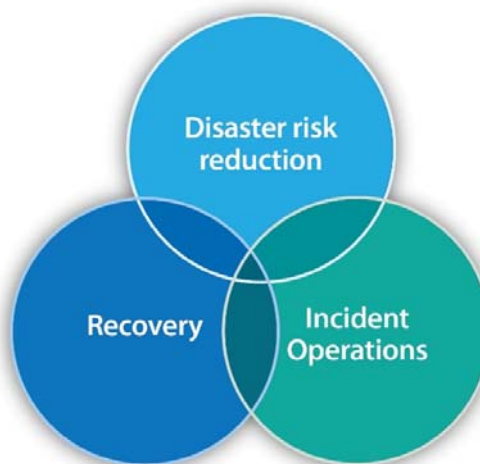 Disaster risk
reduction
Recovery
Incident
Operations